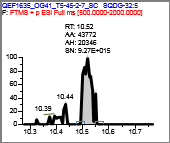 QEF1635_OG41_T5-45-2-7_SC SQDG-32:5
F: FTMS + p ESI Full ms [500.0000-2000.0000]
RT: 10.52
AA: 43772
AH: 20346
SN: 9.27E+015
100
80
60
40
20
0
10.39
10.44
10.3 10.4 10.5 10.6 10.7